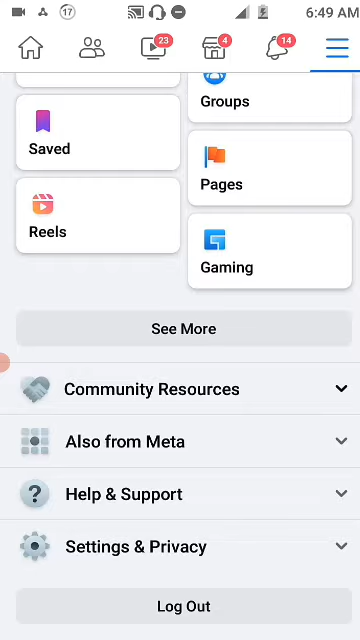 17
6:49 AM
23
4
14
Groups
Saved
Pages
Reels
Gaming
See More
Community Resources
Also from Meta
Help & Support
?
Settings & Privacy
Log Out